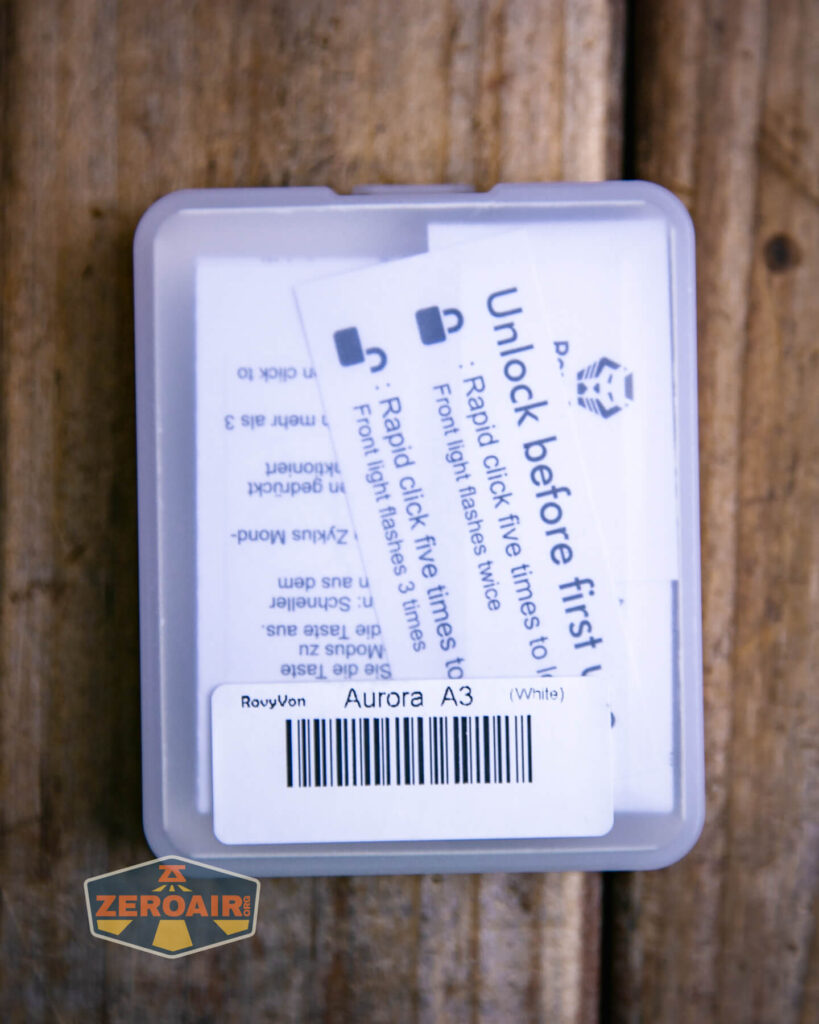 Unlock before first
: Rapid click five times to
Front light flashes twice
: Rapid click five times to
Front light flashes 3 times
Sie die Taste
Modus zu
die Taste aus.
Schneller
aus dem
Zyklus Mond-
gedrückt
mehr als 3
click to
RovyVon Aurora A3 (White)
ZEROAIR.ORG